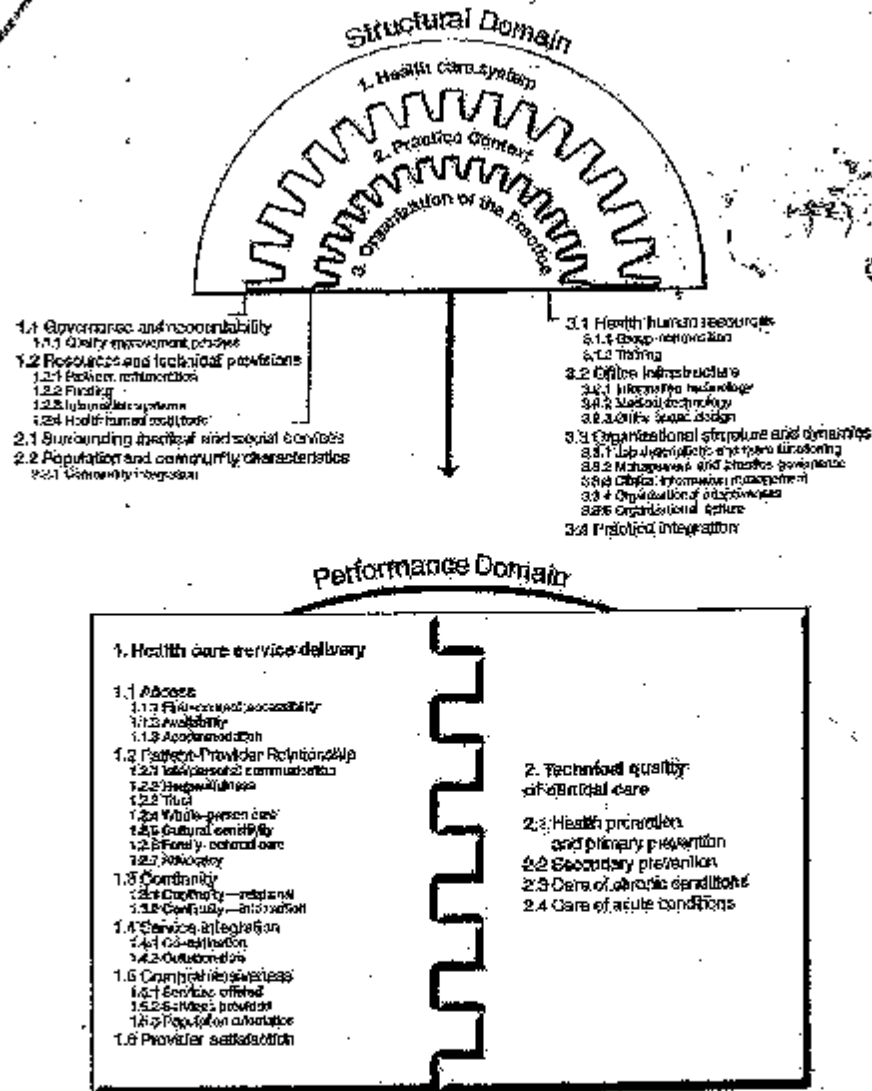 Structural Domain
1. Health care system
2. Practice Context
3. Organization of the Practice
1.1 Governance and accountability
1.1.1 Quality improvement process
1.2 Resources and technical provisions
1.2.1 Provider remuneration
1.2.2 Funding
1.2.3 Information systems
1.2.4 Health human resources
2.1 Surrounding medical and social services
2.2 Population and community characteristics
2.2.1 Community integration
3.1 Health human resources
3.1.1 Group composition
3.1.2 Training
3.2 Office Infrastructure
3.2.1 Information technology
3.2.2 Medical technology
3.2.3 Office space design
3.3 Organizational structure and dynamics
3.3.1 Job descriptions and team functioning
3.3.2 Management and practice governance
3.3.3 Clinical information management
3.3.4 Organizational adaptiveness
3.3.5 Organizational culture
3.4 Practice integration
Performance Domain
1. Health care service delivery
1.1 Access
1.1.1 First-contact accessibility
1.1.2 Availability
1.1.3 Accommodation
1.2 Patient-Provider Relationship
1.2.1 Interpersonal communication
1.2.2 Respectfulness
1.2.3 Trust
1.2.4 Whole-person care
1.2.5 Cultural sensitivity
1.2.6 Family-centred care
1.2.7 Advocacy
1.3 Continuity
1.3.1 Continuity—relational
1.3.2 Continuity—information
1.4 Service integration
1.4.1 Co-ordination
1.4.2 Collaboration
1.5 Comprehensiveness
1.5.1 Services offered
1.5.2 Services provided
1.5.3 Population orientation
1.6 Provider satisfaction
2. Technical quality
of clinical care
2.1 Health promotion
and primary prevention
2.2 Secondary prevention
2.3 Care of chronic conditions
2.4 Care of acute conditions